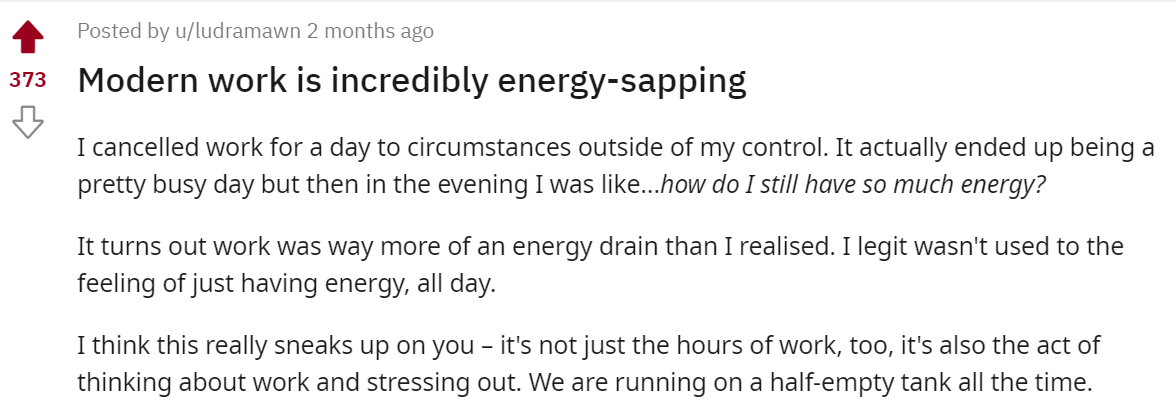 Posted by u/ludramawn 2 months ago
373
Modern work is incredibly energy-sapping
I cancelled work for a day to circumstances outside of my control. It actually ended up being a
pretty busy day but then in the evening I was like...how do I still have so much energy?
It turns out work was way more of an energy drain than I realised. I legit wasn't used to the
feeling of just having energy, all day.
I think this really sneaks up on you – it's not just the hours of work, too, it's also the act of
thinking about work and stressing out. We are running on a half-empty tank all the time.